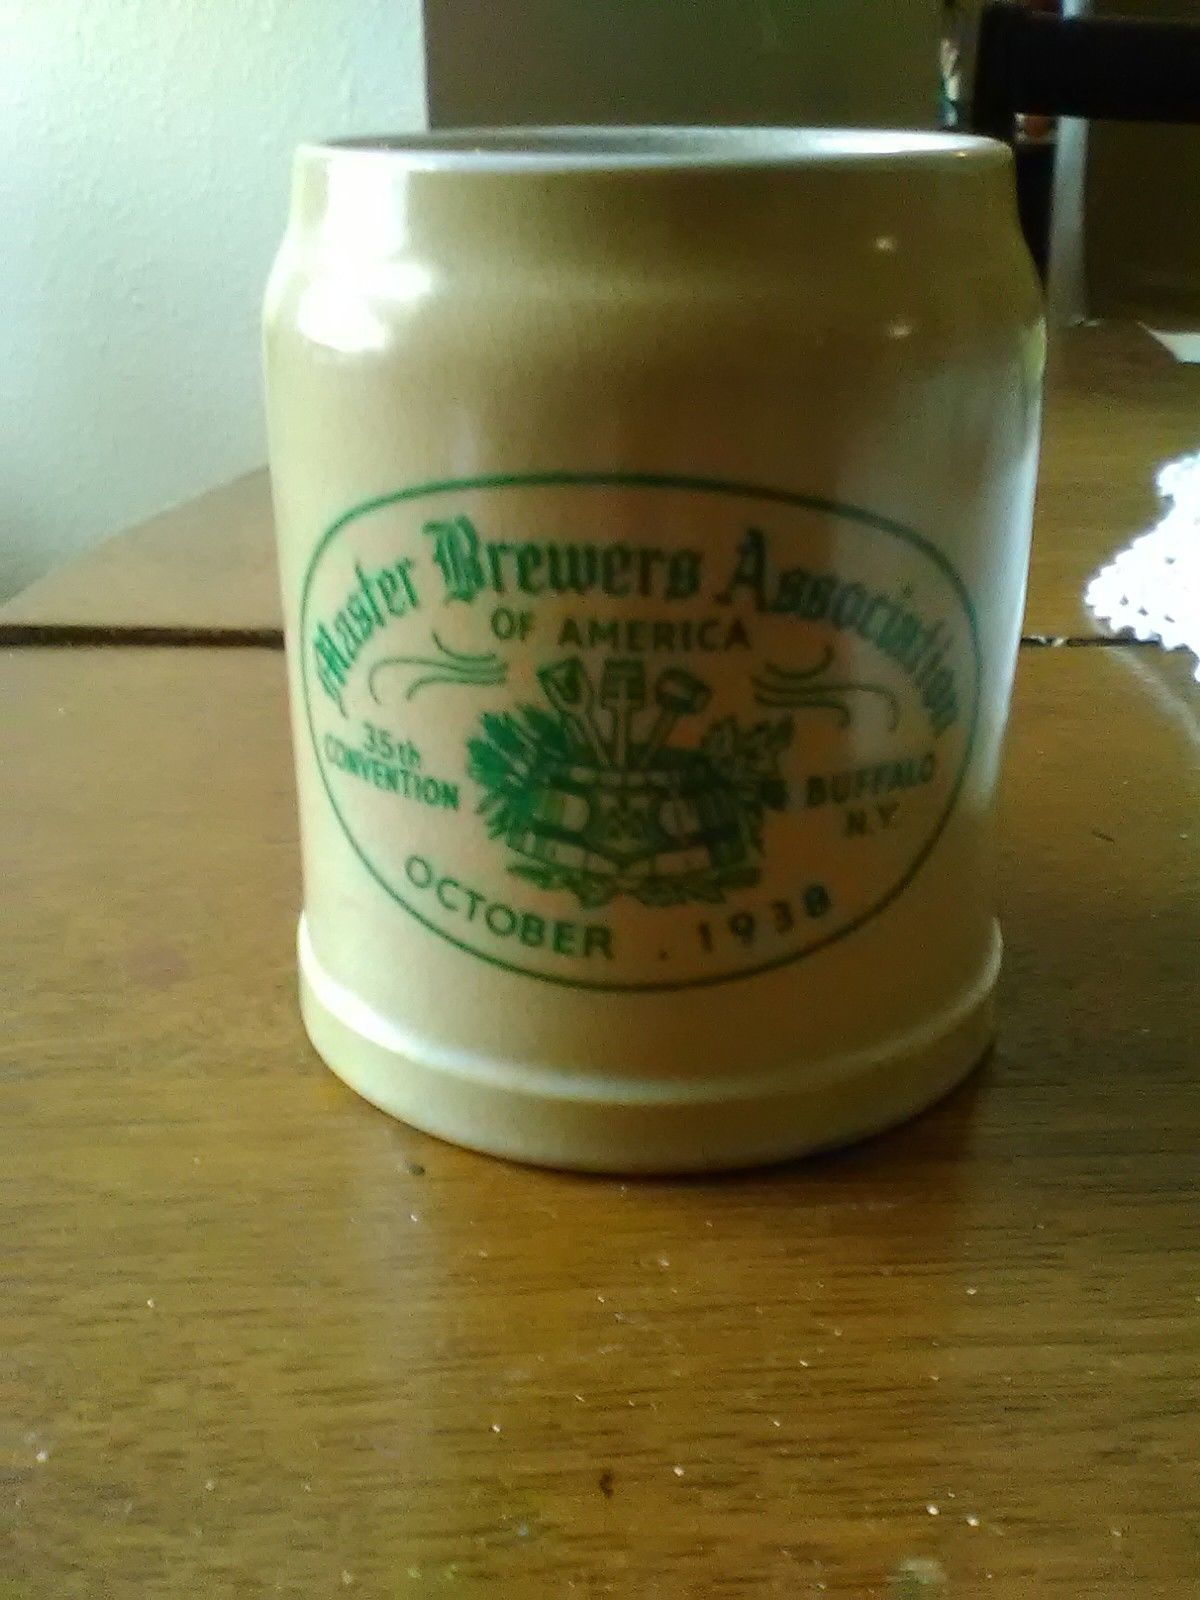 Master Brewers Association
OF AMERICA
35th
CONVENTION
BUFFALO
N.Y.
OCTOBER . 1938